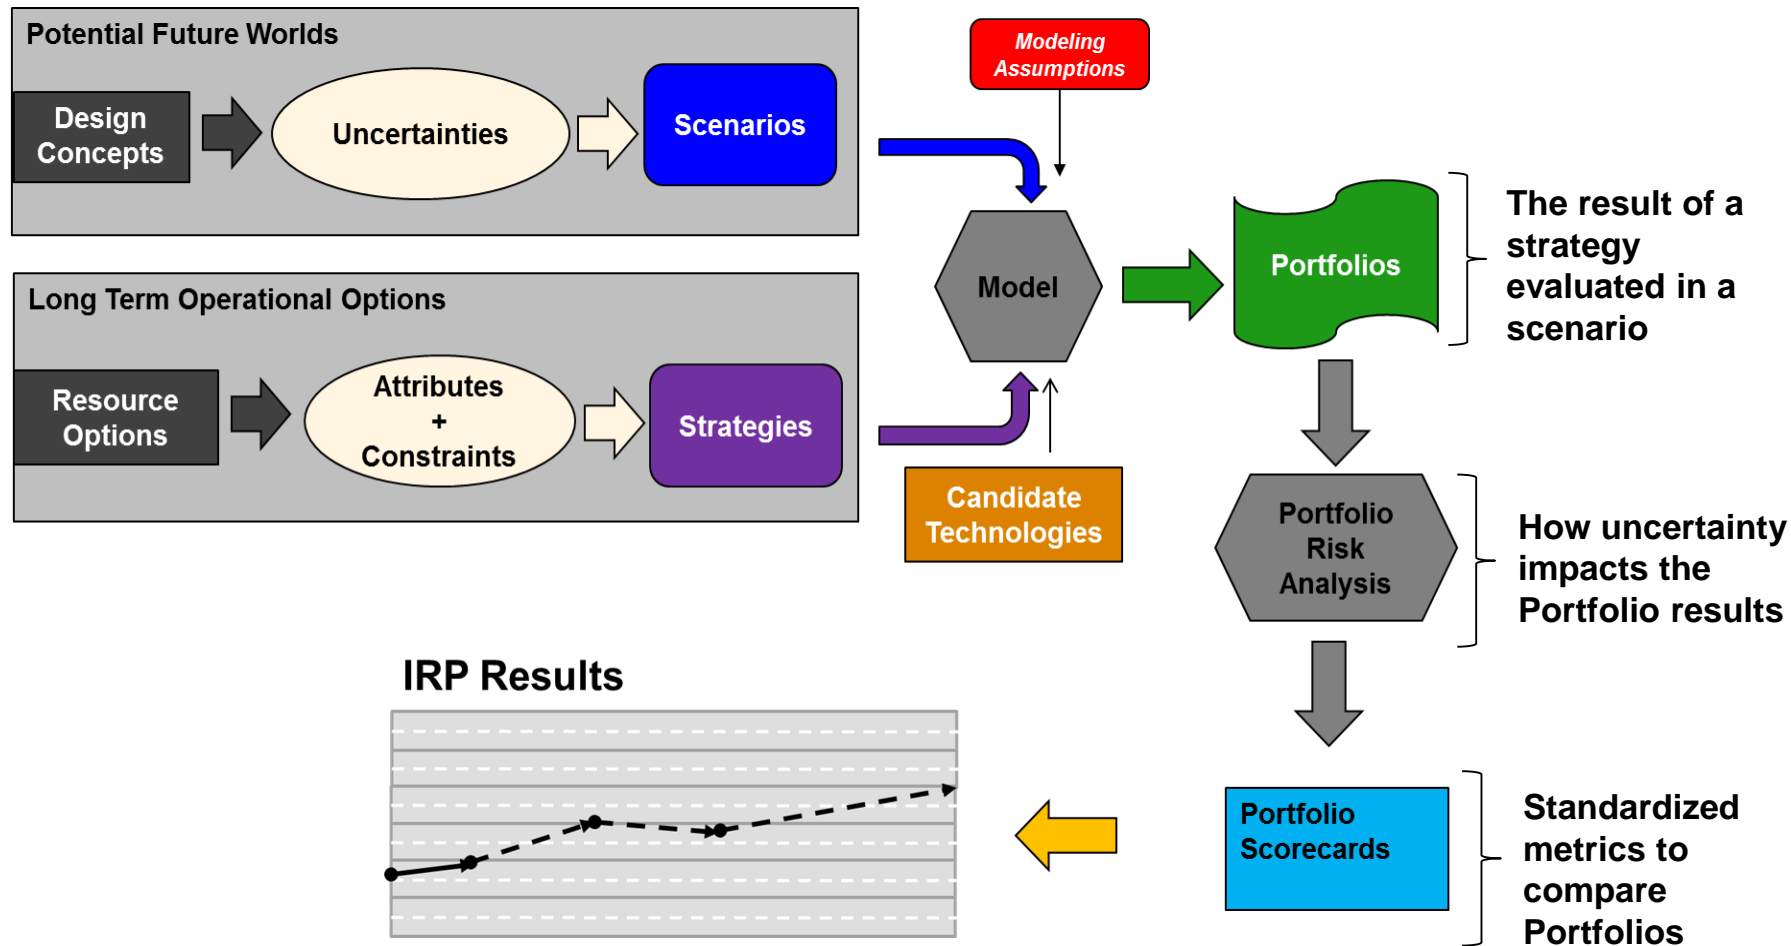 Potential Future Worlds
Design
Concepts
Uncertainties
Scenarios
Modeling
Assumptions
Long Term Operational Options
Resource
Options
Attributes
+
Constraints
Strategies
Model
Candidate
Technologies
Portfolios
The result of a
strategy
evaluated in a
scenario
Portfolio
Risk
Analysis
How uncertainty
impacts the
Portfolio results
Portfolio
Scorecards
Standardized
metrics to
compare
Portfolios
IRP Results